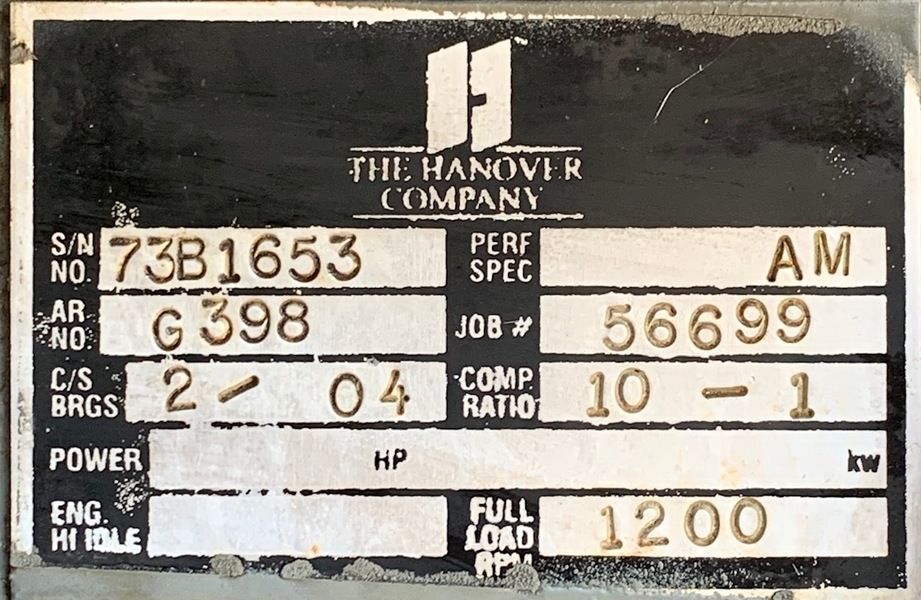 H
THE HANOVER
COMPANY
S/N NO. 73B1653
PERF SPEC AM
AR NO G398
JOB # 56699
C/S BRGS 2 - 04
COMP. RATIO 10 - 1
POWER HP kw
ENG. HI IDLE
FULL LOAD RPM 1200